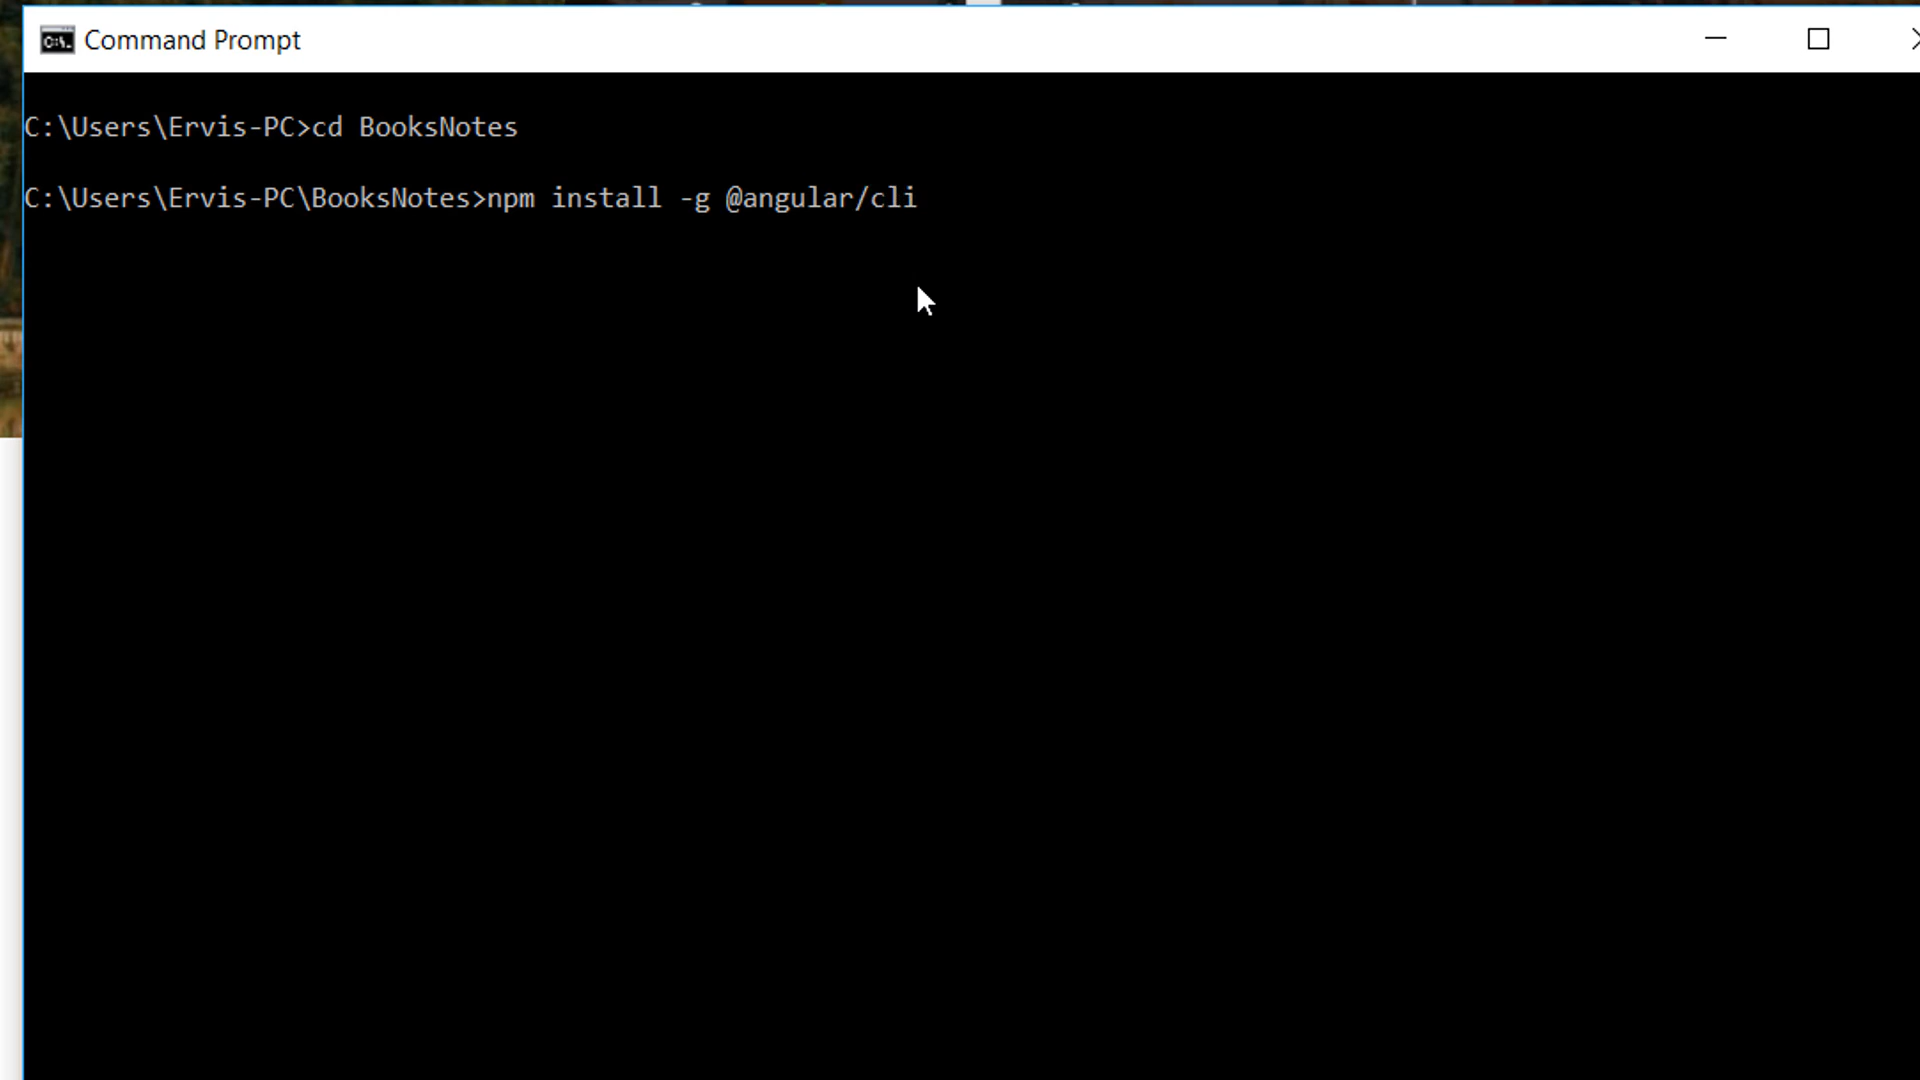 Command Prompt
C:\Users\Ervis-PC>cd BooksNotes
C:\Users\Ervis-PC\BooksNotes>npm install -g @angular/cli